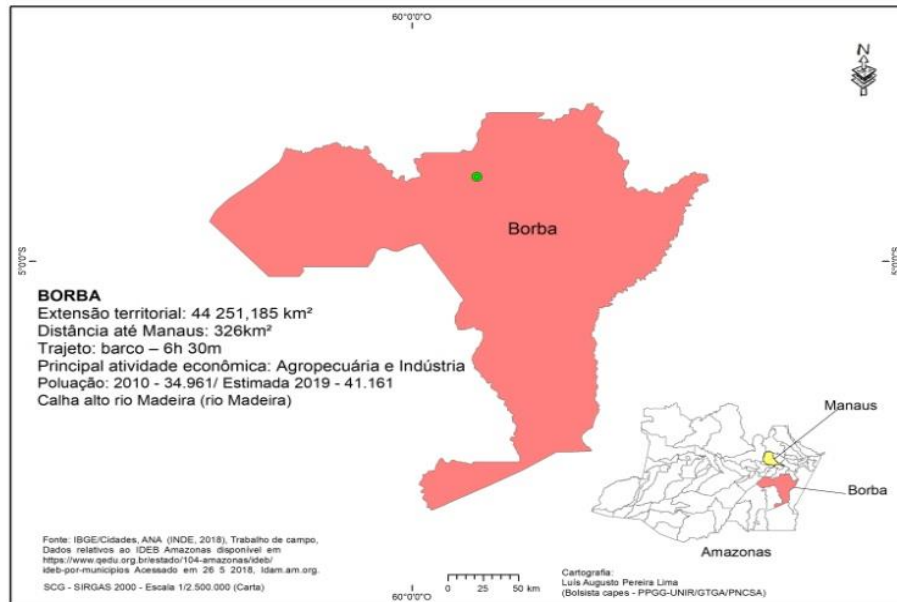 60°0'0"O
N
Borba
5°0'S
5°0'S
BORBA
Extensão territorial: 44 251,185 km²
Distância até Manaus: 326km²
Trajeto: barco – 6h 30m
Principal atividade econômica: Agropecuária e Indústria
Poluação: 2010 - 34.961/ Estimada 2019 - 41.161
Calha alto rio Madeira (rio Madeira)
Manaus
Borba
Amazonas
Fonte: IBGE/Cidades, ANA (INDE, 2018), Trabalho de campo,
Dados relativos ao IDEB Amazonas disponível em
https://www.qedu.org.br/estado/104-amazonas/ideb/
ideb-por-municipios Acessado em 26 5 2018, Idam.am.org.
SCG - SIRGAS 2000 - Escala 1/2.500.000 (Carta)
60°0'0"O
0 25 50 km
Cartografia:
Luís Augusto Pereira Lima
(Bolsista capes - PPGG-UNIR/GTGA/PNCSA)